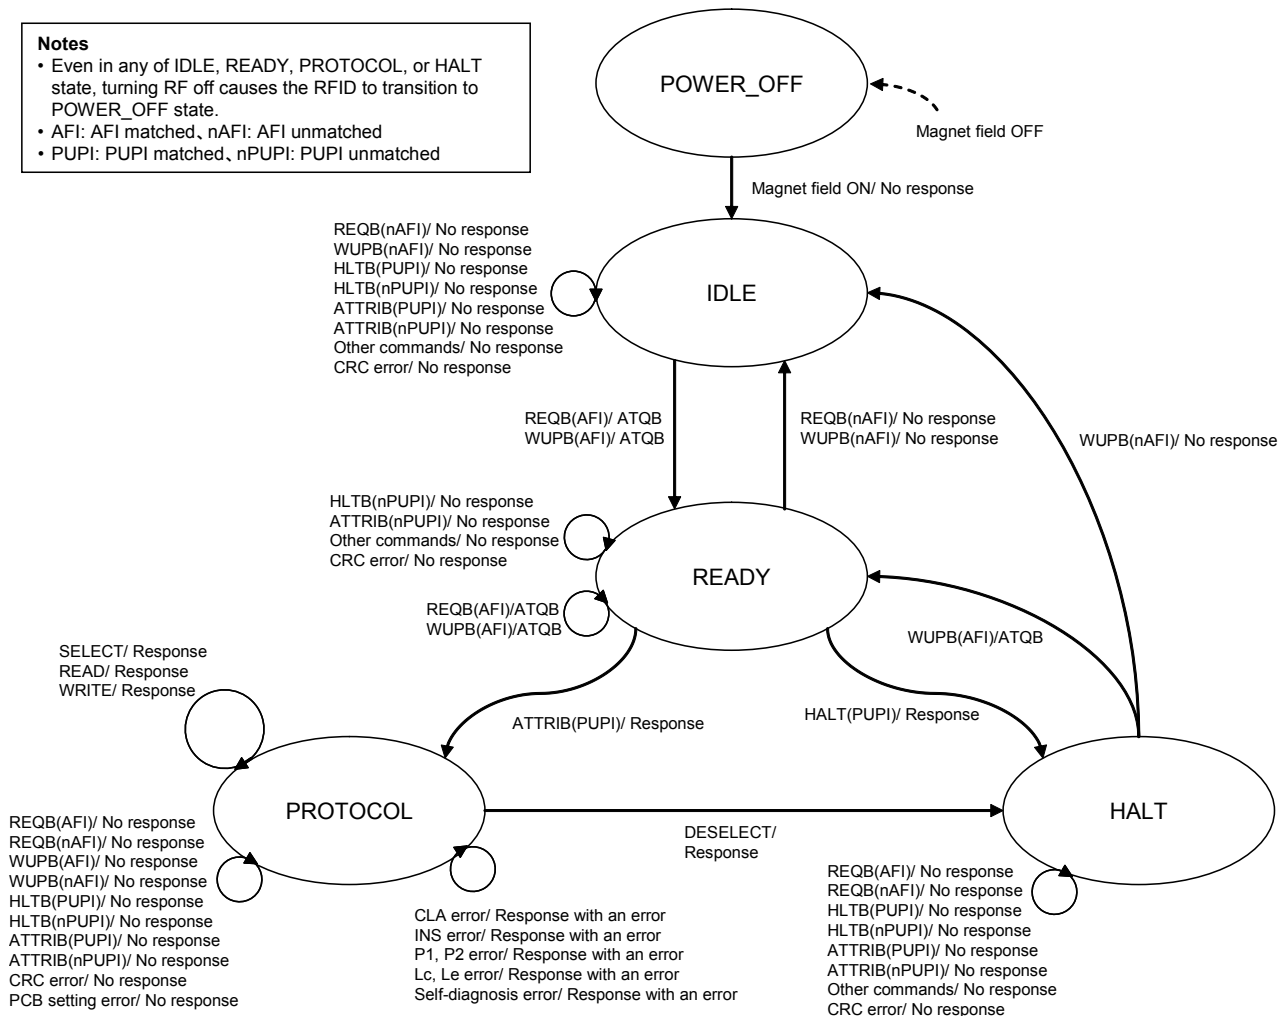 Notes
• Even in any of IDLE, READY, PROTOCOL, or HALT
state, turning RF off causes the RFID to transition to
POWER_OFF state.
• AFI: AFI matched、nAFI: AFI unmatched
• PUPI: PUPI matched、nPUPI: PUPI unmatched
POWER_OFF
Magnet field OFF
Magnet field ON/ No response
REQB(nAFI)/ No response
WUPB(nAFI)/ No response
HLTB(PUPI)/ No response
HLTB(nPUPI)/ No response
ATTRIB(PUPI)/ No response
ATTRIB(nPUPI)/ No response
Other commands/ No response
CRC error/ No response
IDLE
REQB(AFI)/ ATQB
WUPB(AFI)/ ATQB
REQB(nAFI)/ No response
WUPB(nAFI)/ No response
WUPB(nAFI)/ No response
HLTB(nPUPI)/ No response
ATTRIB(nPUPI)/ No response
Other commands/ No response
CRC error/ No response
READY
REQB(AFI)/ATQB
WUPB(AFI)/ATQB
WUPB(AFI)/ATQB
SELECT/ Response
READ/ Response
WRITE/ Response
ATTRIB(PUPI)/ Response
HALT(PUPI)/ Response
PROTOCOL
HALT
DESELECT/
Response
REQB(AFI)/ No response
REQB(nAFI)/ No response
WUPB(AFI)/ No response
WUPB(nAFI)/ No response
HLTB(PUPI)/ No response
HLTB(nPUPI)/ No response
ATTRIB(PUPI)/ No response
ATTRIB(nPUPI)/ No response
CRC error/ No response
PCB setting error/ No response
CLA error/ Response with an error
INS error/ Response with an error
P1, P2 error/ Response with an error
Lc, Le error/ Response with an error
Self-diagnosis error/ Response with an error
REQB(AFI)/ No response
REQB(nAFI)/ No response
HLTB(PUPI)/ No response
HLTB(nPUPI)/ No response
ATTRIB(PUPI)/ No response
ATTRIB(nPUPI)/ No response
Other commands/ No response
CRC error/ No response